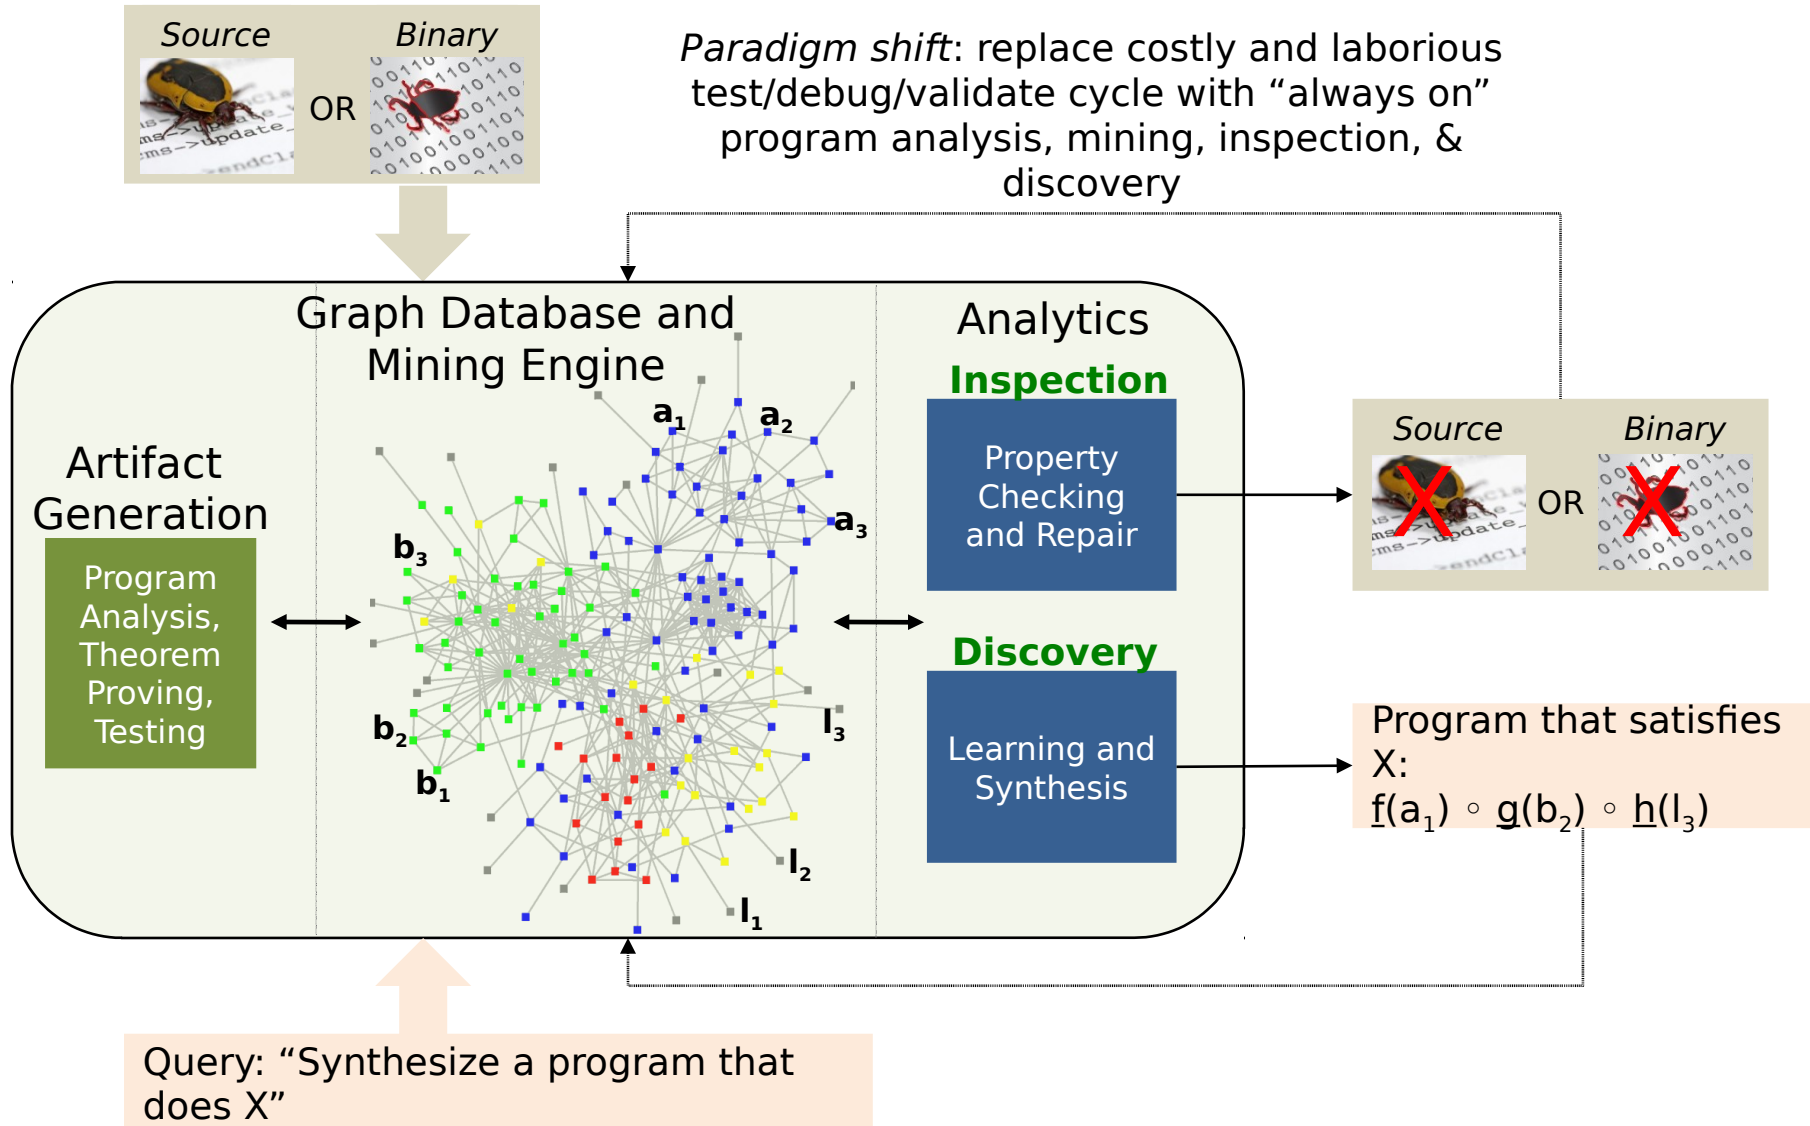 Source
Binary
OR
Paradigm shift: replace costly and laborious
test/debug/validate cycle with “always on”
program analysis, mining, inspection, &
discovery
Graph Database and
Mining Engine
Analytics
Inspection
Property
Checking
and Repair
Discovery
Learning and
Synthesis
Artifact
Generation
Program
Analysis,
Theorem
Proving,
Testing
a₁
a₂
a₃
b₃
b₂
b₁
l₃
l₂
l₁
Source
Binary
X
OR
X
Program that satisfies
X:
f(a₁) ◦ g(b₂) ◦ h(l₃)
Query: “Synthesize a program that
does X”